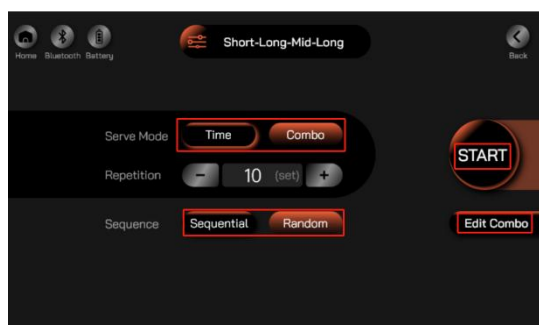 Short-Long-Mid-Long
Home Bluetooth Battery
Back
Serve Mode Time Combo
START
Repetition - 10 (set) +
Sequence Sequential Random
Edit Combo